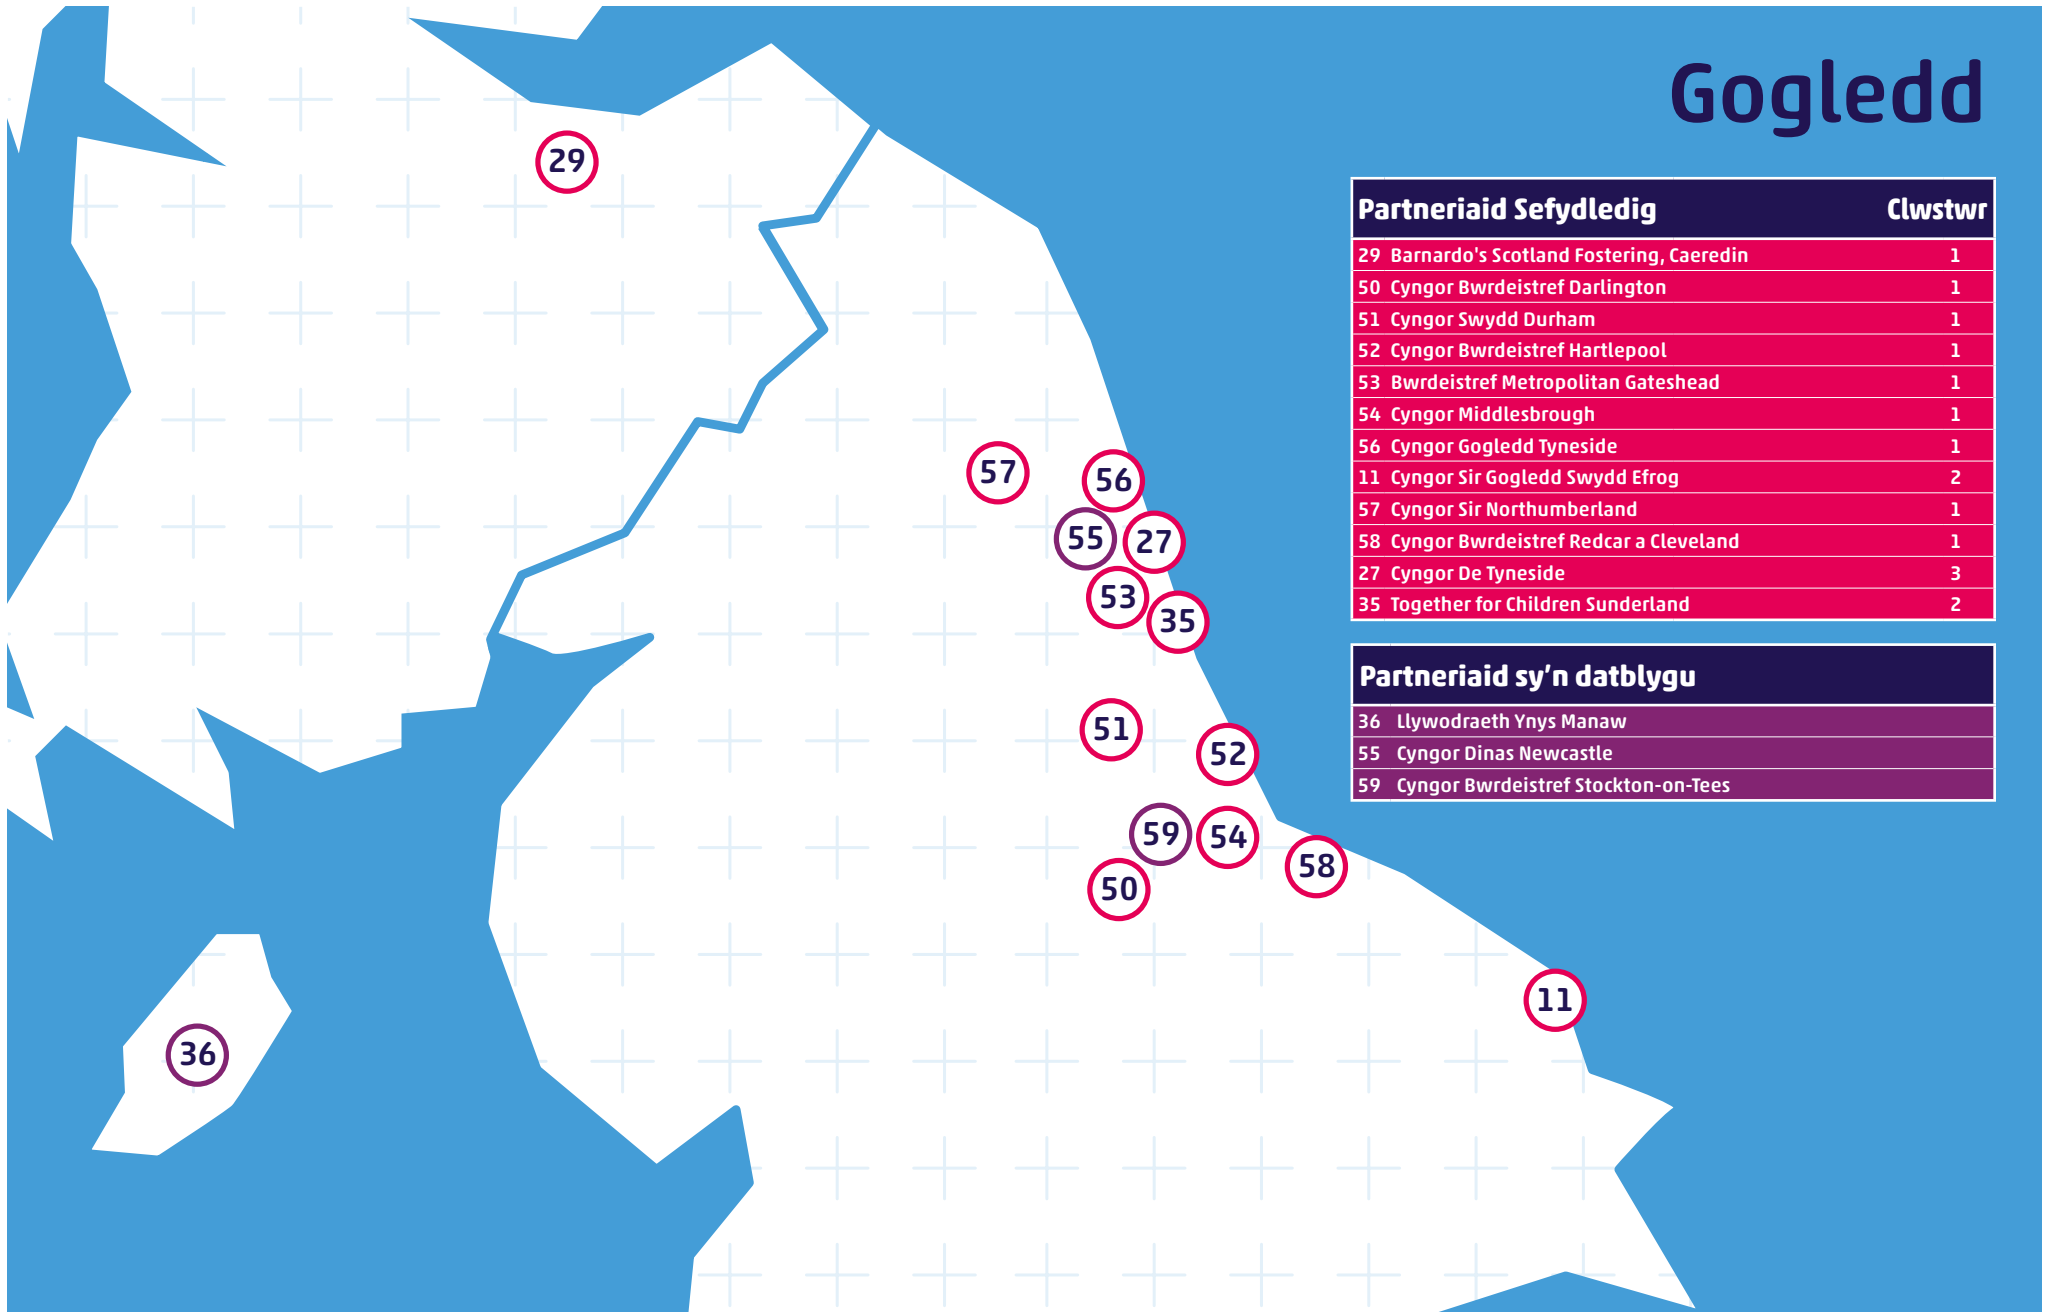 Gogledd
Partneriaid Sefydledig Clwstwr
29 Barnardo's Scotland Fostering, Caeredin 1
50 Cyngor Bwrdeistref Darlington 1
51 Cyngor Swydd Durham 1
52 Cyngor Bwrdeistref Hartlepool 1
53 Bwrdeistref Metropolitan Gateshead 1
54 Cyngor Middlesbrough 1
56 Cyngor Gogledd Tyneside 1
11 Cyngor Sir Gogledd Swydd Efrog 2
57 Cyngor Sir Northumberland 1
58 Cyngor Bwrdeistref Redcar a Cleveland 1
27 Cyngor De Tyneside 3
35 Together for Children Sunderland 2
Partneriaid sy'n datblygu
36 Llywodraeth Ynys Manaw
55 Cyngor Dinas Newcastle
59 Cyngor Bwrdeistref Stockton-on-Tees
29
57
56
55
27
53
35
51
52
59
54
58
50
11
36